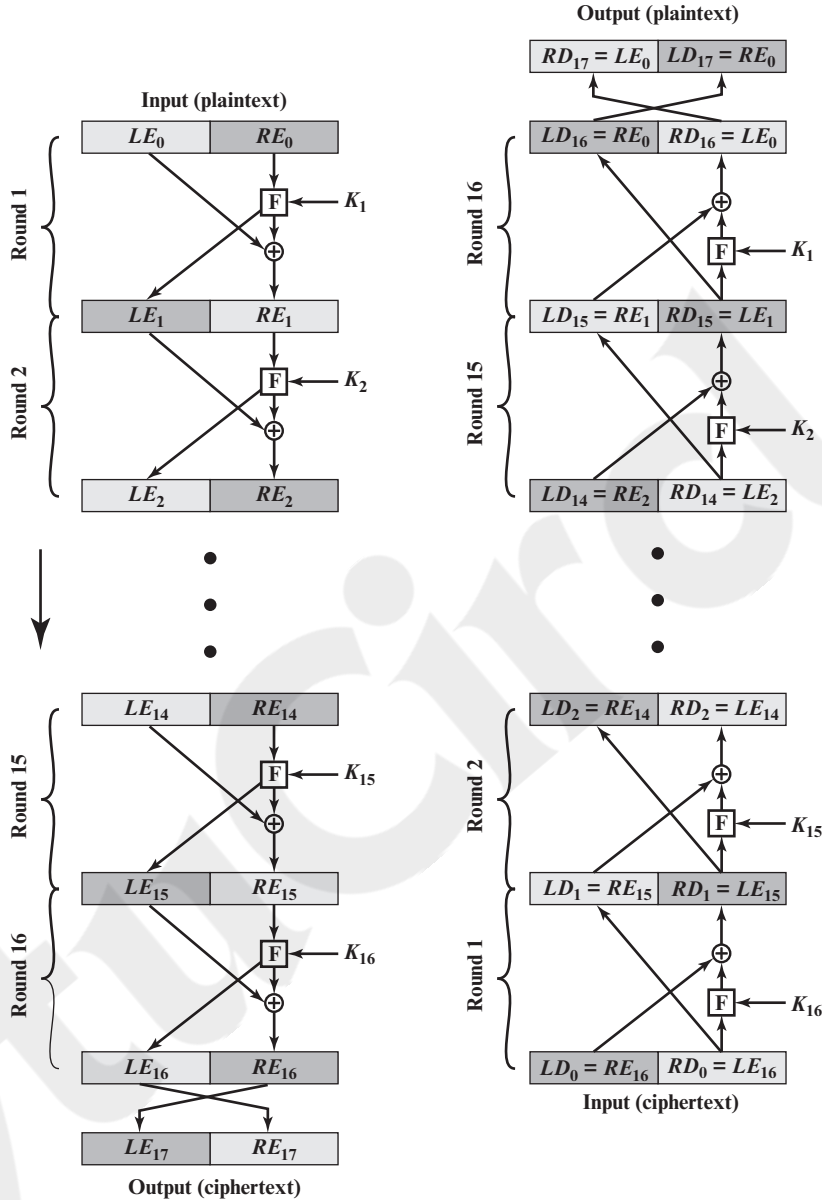 Input (plaintext)
LE₀ RE₀
Round 1
F
K₁
+
LE₁ RE₁
Round 2
F
K₂
+
LE₂ RE₂
LE₁₄ RE₁₄
Round 15
F
K₁₅
+
LE₁₅ RE₁₅
Round 16
F
K₁₆
+
LE₁₆ RE₁₆
LE₁₇ RE₁₇
Output (ciphertext)
Output (plaintext)
RD₁₇ = LE₀ LD₁₇ = RE₀
LD₁₆ = RE₀ RD₁₆ = LE₀
Round 16
+
F
K₁
LD₁₅ = RE₁ RD₁₅ = LE₁
Round 15
+
F
K₂
LD₁₄ = RE₂ RD₁₄ = LE₂
LD₂ = RE₁₄ RD₂ = LE₁₄
Round 2
+
F
K₁₅
LD₁ = RE₁₅ RD₁ = LE₁₅
Round 1
+
F
K₁₆
LD₀ = RE₁₆ RD₀ = LE₁₆
Input (ciphertext)